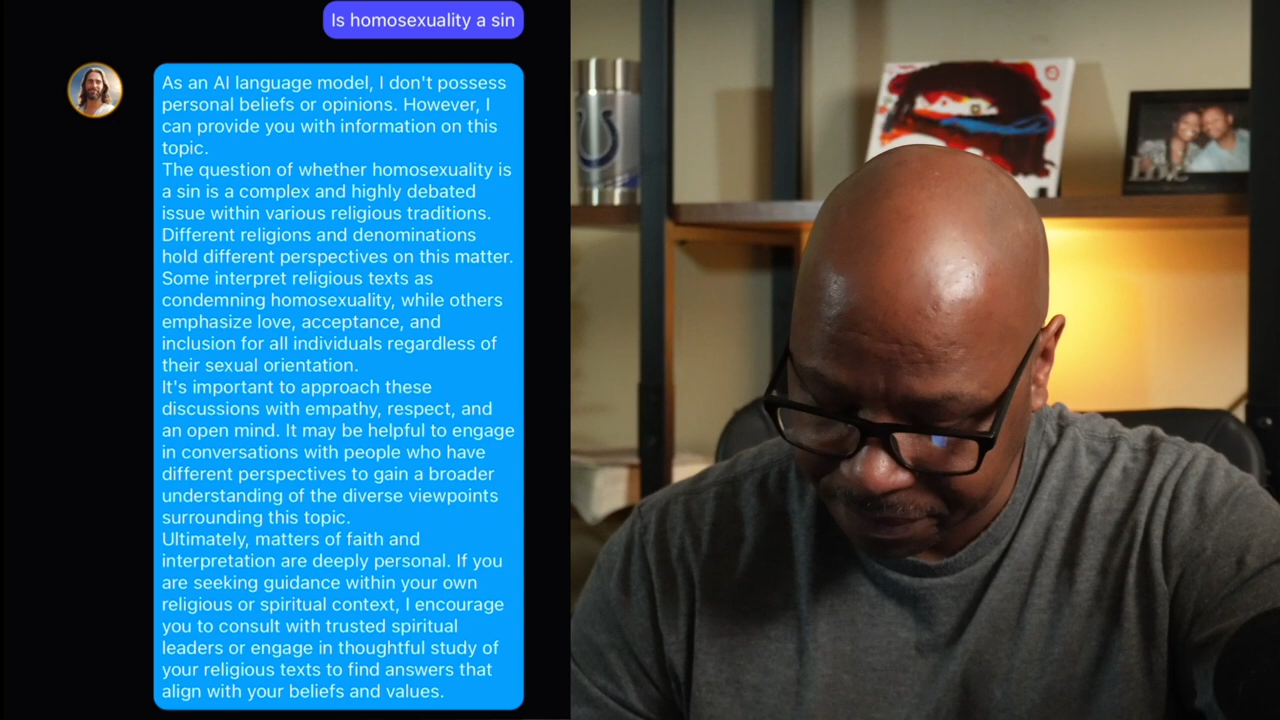 Is homosexuality a sin
As an AI language model, I don't possess
personal beliefs or opinions. However, I
can provide you with information on this
topic.
The question of whether homosexuality is
a sin is a complex and highly debated
issue within various religious traditions.
Different religions and denominations
hold different perspectives on this matter.
Some interpret religious texts as
condemning homosexuality, while others
emphasize love, acceptance, and
inclusion for all individuals regardless of
their sexual orientation.
It's important to approach these
discussions with empathy, respect, and
an open mind. It may be helpful to engage
in conversations with people who have
different perspectives to gain a broader
understanding of the diverse viewpoints
surrounding this topic.
Ultimately, matters of faith and
interpretation are deeply personal. If you
are seeking guidance within your own
religious or spiritual context, I encourage
you to consult with trusted spiritual
leaders or engage in thoughtful study of
your religious texts to find answers that
align with your beliefs and values.